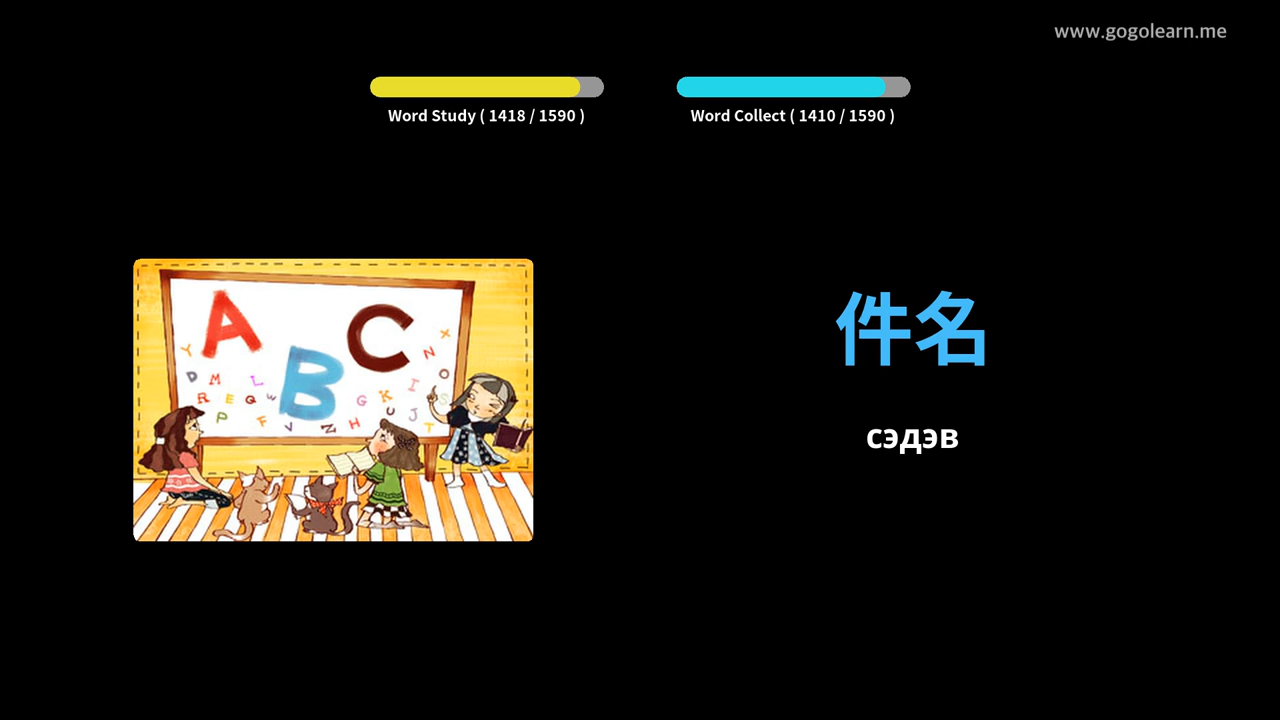 www.gogolearn.me
Word Study ( 1418 / 1590 )
Word Collect ( 1410 / 1590 )
件名
сэдэв
A
B
C
X
Y
N
D
M
L
O
I
R
E
Q
W
G
K
S
P
F
U
J
V
Z
H
T